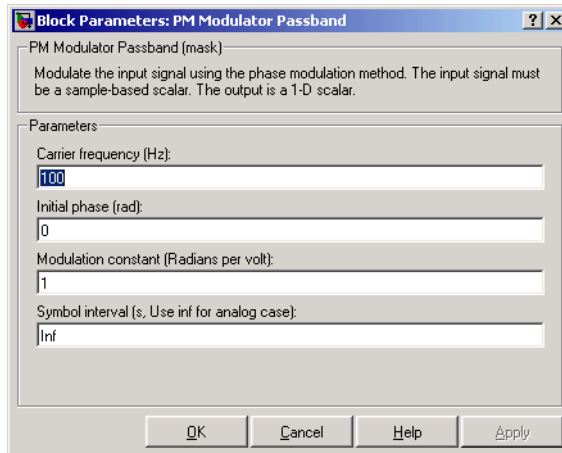 Block Parameters: PM Modulator Passband
PM Modulator Passband (mask)
Modulate the input signal using the phase modulation method. The input signal must
be a sample-based scalar. The output is a 1-D scalar.
Parameters
Carrier frequency (Hz):
100
Initial phase (rad):
0
Modulation constant (Radians per volt):
1
Symbol interval (s, Use inf for analog case):
Inf
OK Cancel Help Apply